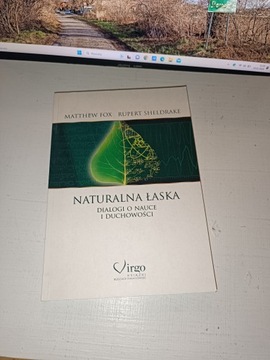 MATTHEW FOX RUPERT SHELDRAKE
NATURALNA ŁASKA
DIALOGI O NAUCE
I DUCHOWOŚCI
Virgo